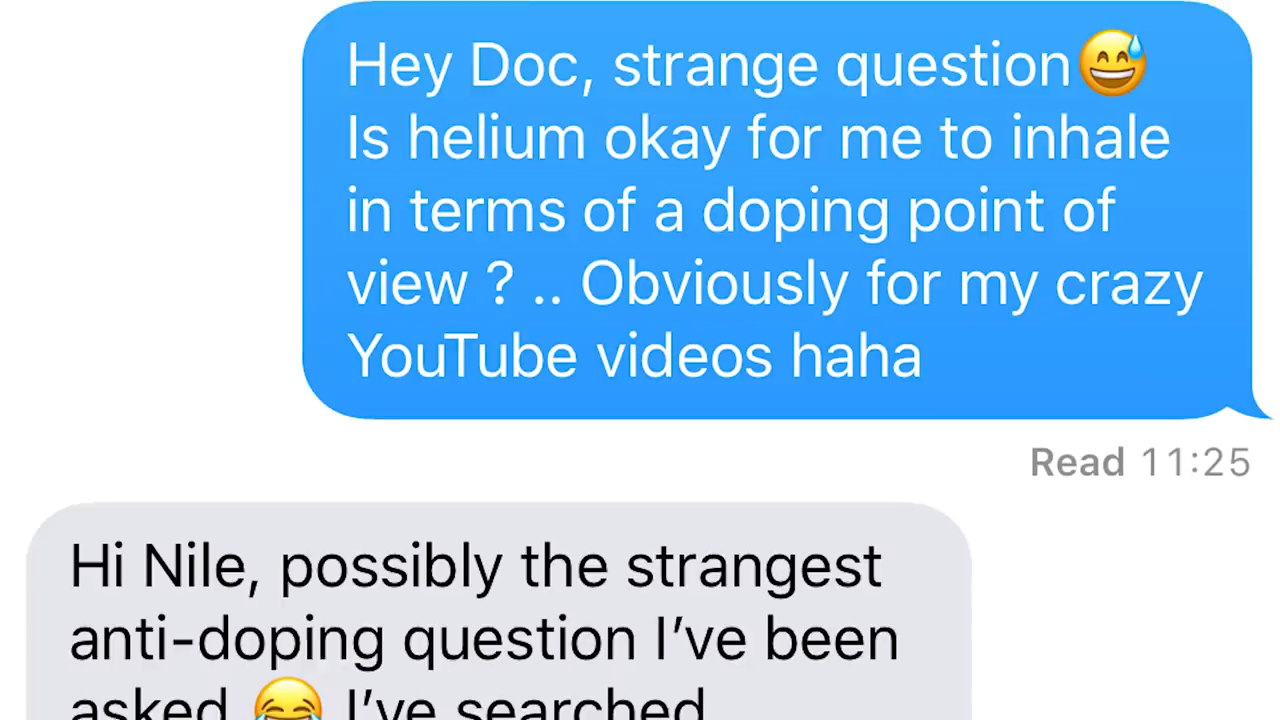 Hey Doc, strange question😅
Is helium okay for me to inhale
in terms of a doping point of
view ? .. Obviously for my crazy
YouTube videos haha
Read 11:25
Hi Nile, possibly the strangest
anti-doping question I’ve been
asked 😂 I’ve searched